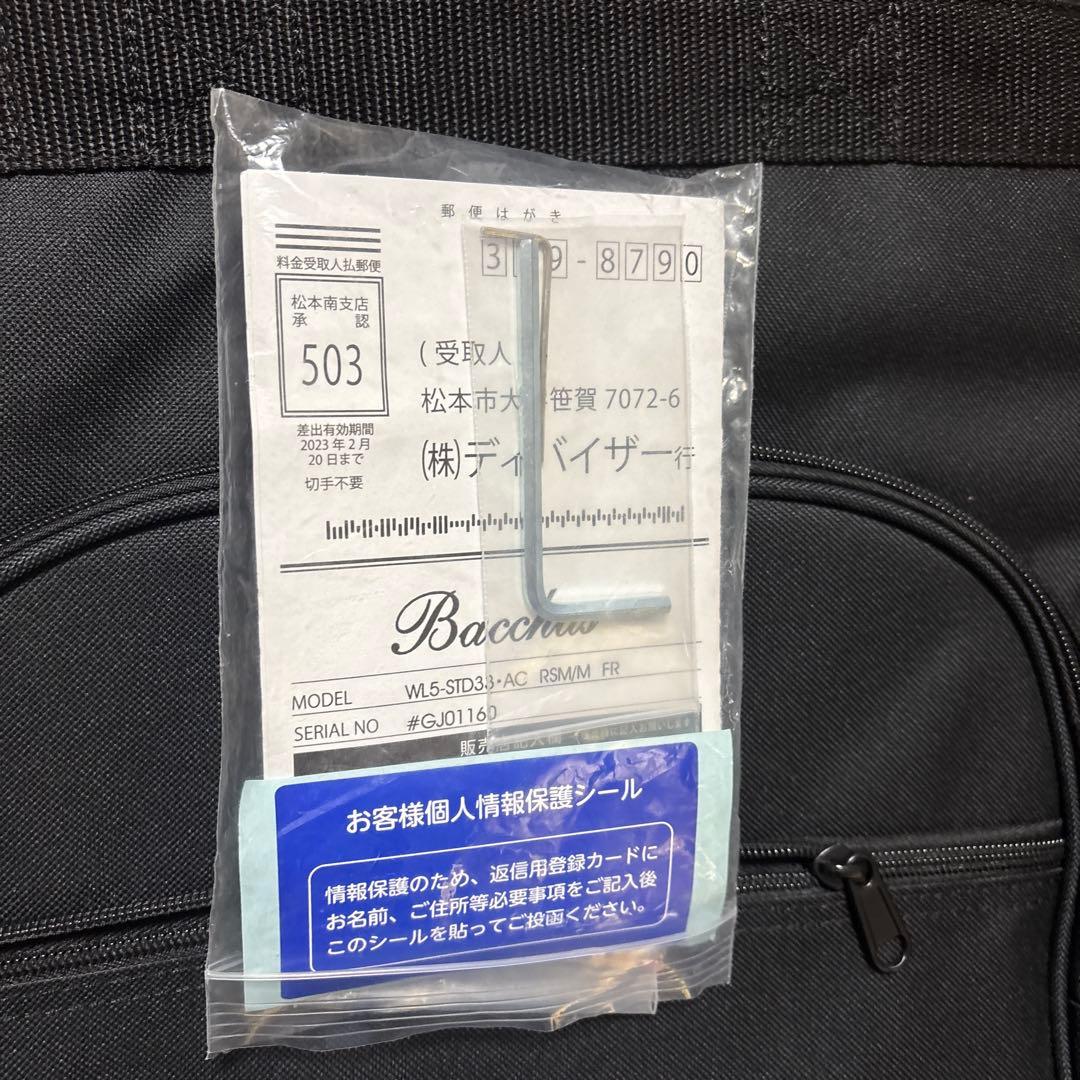 郵便はがき
料金受取人払郵便
3 9 - 8790
松本南支店
承認
503
差出有効期間
2023年2月
20日まで
切手不要
(受取人
松本市大 笹賀 7072-6
(株)ディバイザー行
Bacchus
MODEL WL5-STD33・AC RSM/M FR
SERIAL NO #GJ01160
お客様個人情報保護シール
情報保護のため、返信用登録カードに
お名前、ご住所等必要事項をご記入後
このシールを貼ってご投函ください。